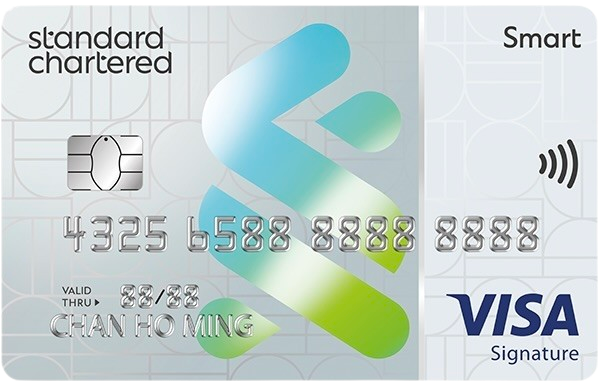 standard
chartered
Smart
4325 6588 8888 8888
VALID
THRU▸ 88/88
CHAN HO MING
VISA
Signature